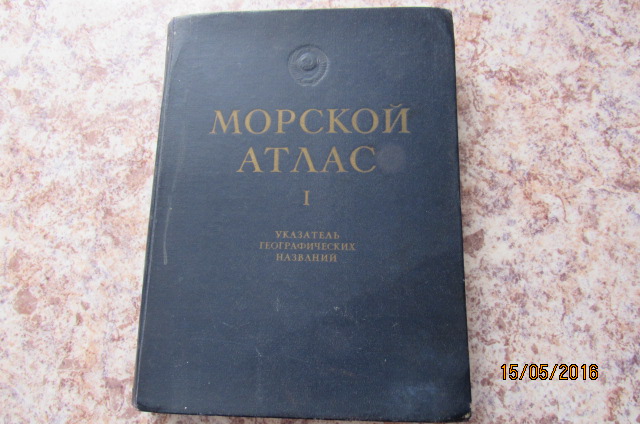 МОРСКОЙ
АТЛАС
I
УКАЗАТЕЛЬ
ГЕОГРАФИЧЕСКИХ
НАЗВАНИЙ
15/05/2016